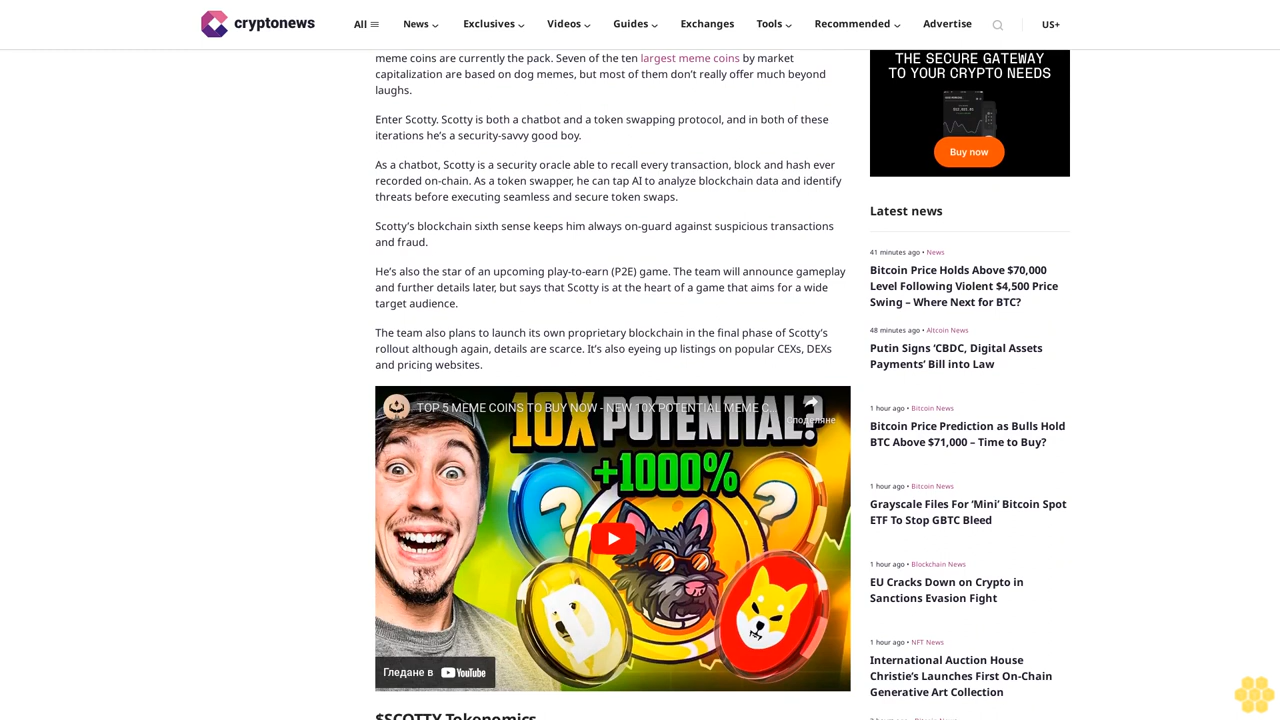 cryptonews
All
News
Exclusives
Videos
Guides
Exchanges
Tools
Recommended
Advertise
US+
meme coins are currently the pack. Seven of the ten largest meme coins by market
capitalization are based on dog memes, but most of them don’t really offer much beyond
laughs.
Enter Scotty. Scotty is both a chatbot and a token swapping protocol, and in both of these
iterations he’s a security-savvy good boy.
As a chatbot, Scotty is a security oracle able to recall every transaction, block and hash ever
recorded on-chain. As a token swapper, he can tap AI to analyze blockchain data and identify
threats before executing seamless and secure token swaps.
Scotty’s blockchain sixth sense keeps him always on-guard against suspicious transactions
and fraud.
He’s also the star of an upcoming play-to-earn (P2E) game. The team will announce gameplay
and further details later, but says that Scotty is at the heart of a game that aims for a wide
target audience.
The team also plans to launch its own proprietary blockchain in the final phase of Scotty’s
rollout although again, details are scarce. It’s also eyeing up listings on popular CEXs, DEXs
and pricing websites.
TOP 5 MEME COINS TO BUY NOW - NEW 10X POTENTIAL MEME C...
Споделяне
10X POTENTIAL?
+1000%
Гледане в YouTube
$SCOTTY Tokenomics
THE SECURE GATEWAY
TO YOUR CRYPTO NEEDS
Buy now
Latest news
41 minutes ago • News
Bitcoin Price Holds Above $70,000
Level Following Violent $4,500 Price
Swing – Where Next for BTC?
48 minutes ago • Altcoin News
Putin Signs ‘CBDC, Digital Assets
Payments’ Bill into Law
1 hour ago • Bitcoin News
Bitcoin Price Prediction as Bulls Hold
BTC Above $71,000 – Time to Buy?
1 hour ago • Bitcoin News
Grayscale Files For ‘Mini’ Bitcoin Spot
ETF To Stop GBTC Bleed
1 hour ago • Blockchain News
EU Cracks Down on Crypto in
Sanctions Evasion Fight
1 hour ago • NFT News
International Auction House
Christie’s Launches First On-Chain
Generative Art Collection